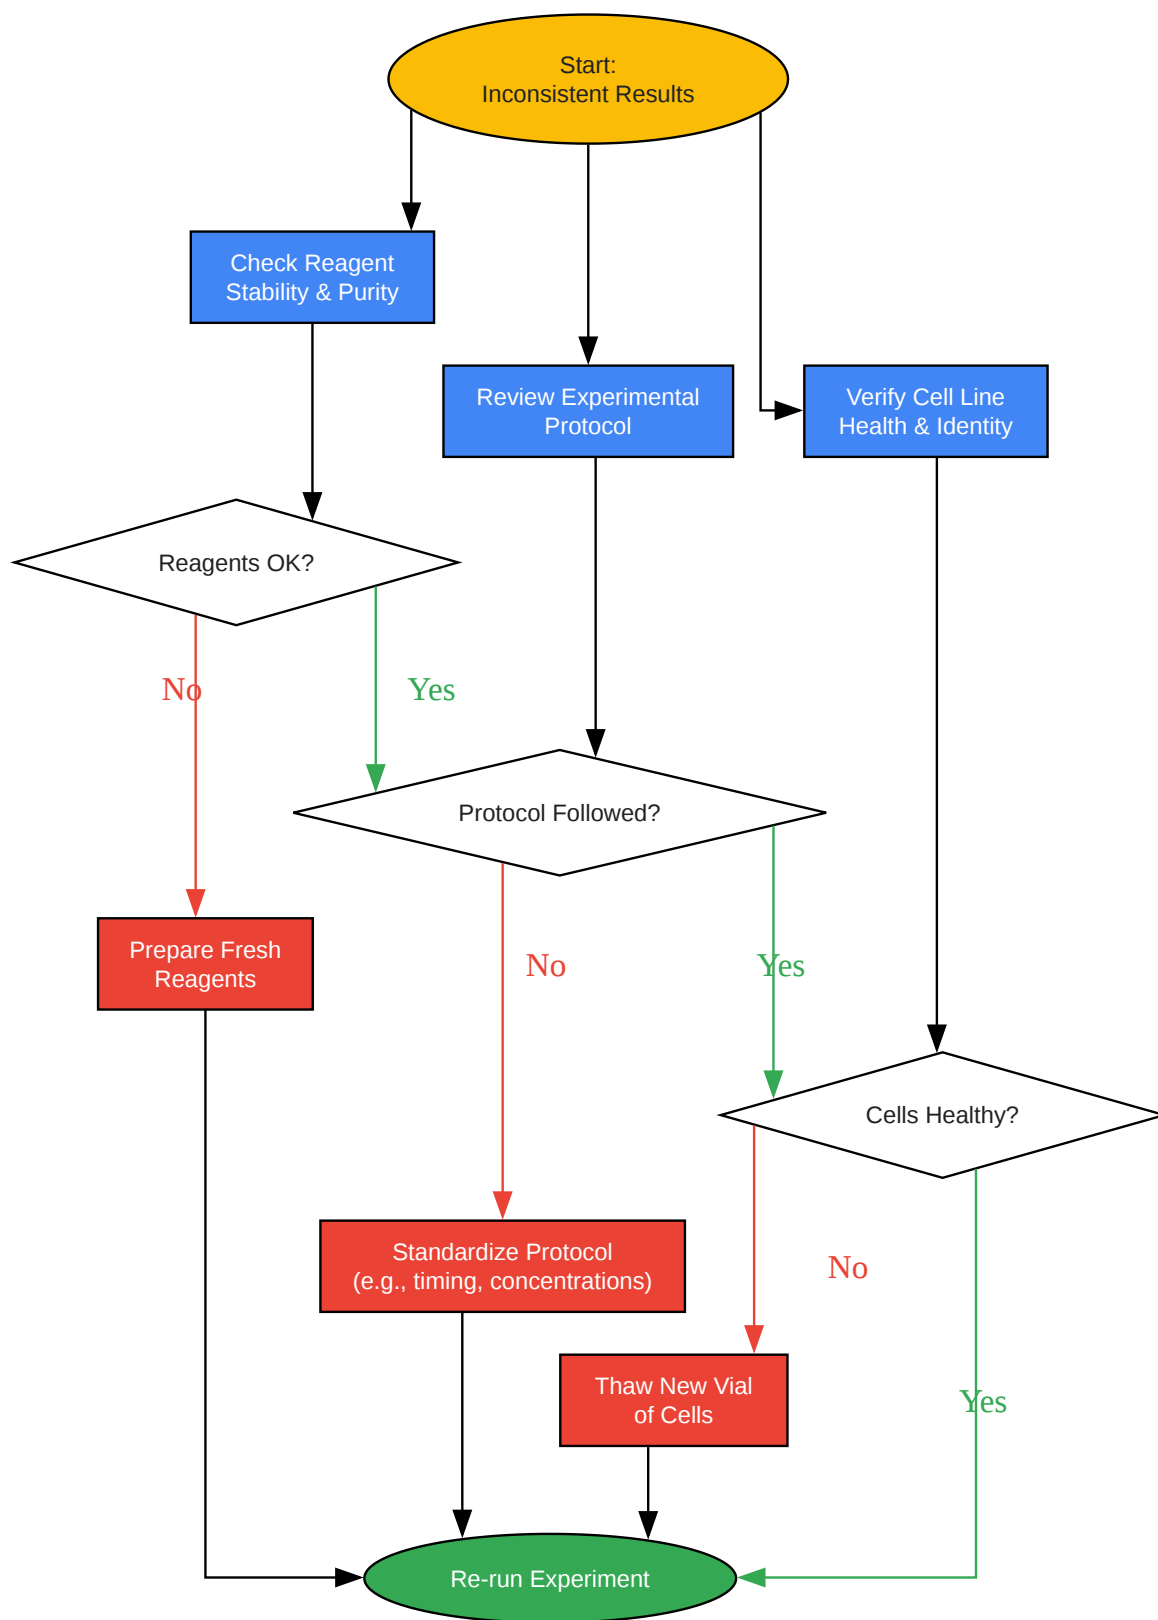 Start:
Inconsistent Results
Check Reagent
Stability & Purity
Review Experimental
Protocol
Verify Cell Line
Health & Identity
Reagents OK?
No
Yes
Protocol Followed?
Prepare Fresh
Reagents
No
Yes
Cells Healthy?
Standardize Protocol
(e.g., timing, concentrations)
No
Thaw New Vial
of Cells
Yes
Re-run Experiment